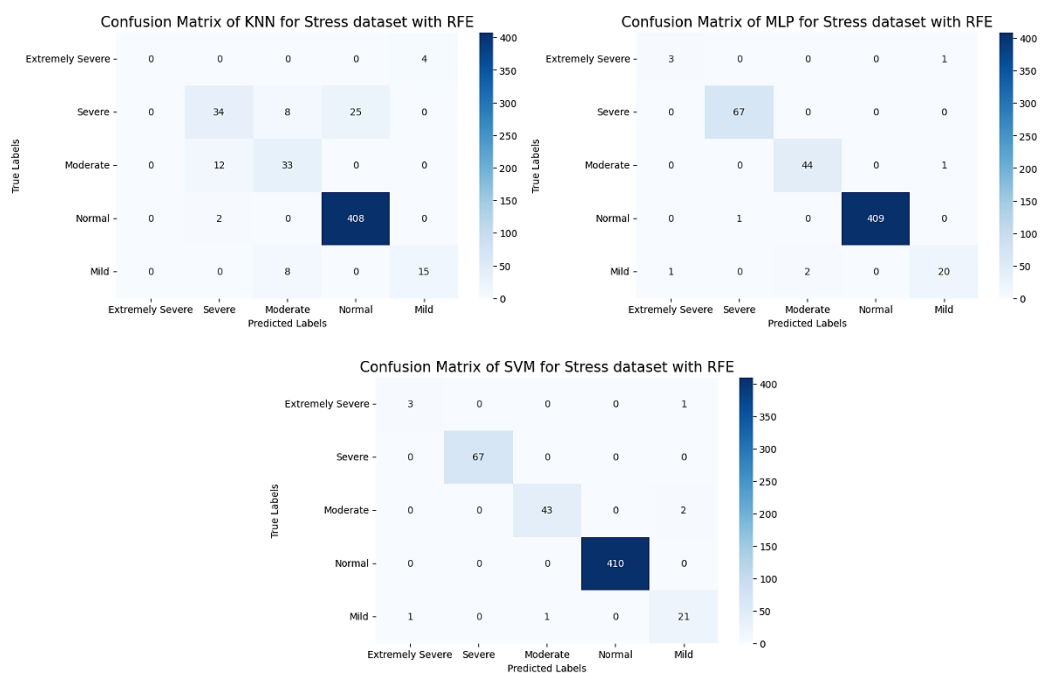 Confusion Matrix of KNN for Stress dataset with RFE
True Labels
Extremely Severe 0 0 0 0 4
Severe 0 34 8 25 0
Moderate 0 12 33 0 0
Normal 0 2 0 408 0
Mild 0 0 8 0 15
Extremely Severe Severe Moderate Normal Mild
Predicted Labels
400
350
300
250
200
150
100
50
0
Confusion Matrix of MLP for Stress dataset with RFE
True Labels
Extremely Severe 3 0 0 0 1
Severe 0 67 0 0 0
Moderate 0 0 44 0 1
Normal 0 1 0 409 0
Mild 1 0 2 0 20
Extremely Severe Severe Moderate Normal Mild
Predicted Labels
400
350
300
250
200
150
100
50
0
Confusion Matrix of SVM for Stress dataset with RFE
True Labels
Extremely Severe 3 0 0 0 1
Severe 0 67 0 0 0
Moderate 0 0 43 0 2
Normal 0 0 0 410 0
Mild 1 0 1 0 21
Extremely Severe Severe Moderate Normal Mild
Predicted Labels
400
350
300
250
200
150
100
50
0